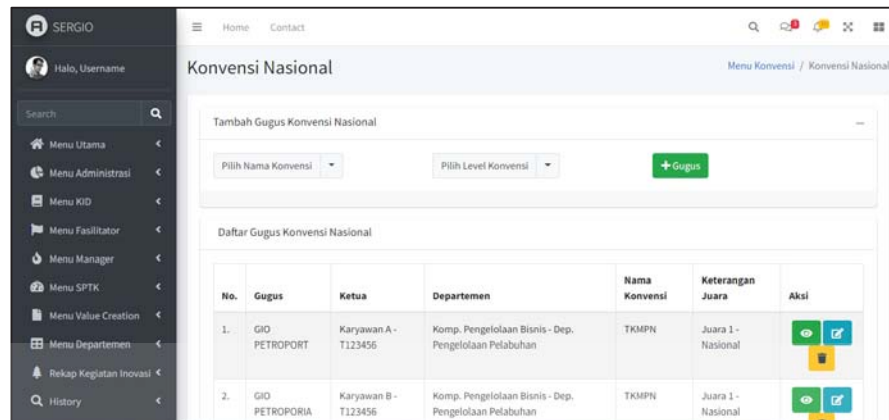 SERGIO
Home Contact
Halo, Username
Konvensi Nasional
Menu Konvensi / Konvensi Nasional
Search
Tambah Gugus Konvensi Nasional
Menu Utama
Pilih Nama Konvensi Pilih Level Konvensi +Gugus
Menu Administrasi
Menu KID
Menu Fasilitator
Daftar Gugus Konvensi Nasional
Menu Manager
Menu SPTK
No. Gugus Ketua Departemen Nama Konvensi Keterangan Juara Aksi
Menu Value Creation
1. GIO PETROPORT Karyawan A - T123456 Komp. Pengelolaan Bisnis - Dep. Pengelolaan Pelabuhan TKMPN Juara 1 - Nasional
Menu Departemen
Rekap Kegiatan Inovasi
2. GIO PETROPORIA Karyawan B - T123456 Komp. Pengelolaan Bisnis - Dep. Pengelolaan Pelabuhan TKMPN Juara 1 - Nasional
History